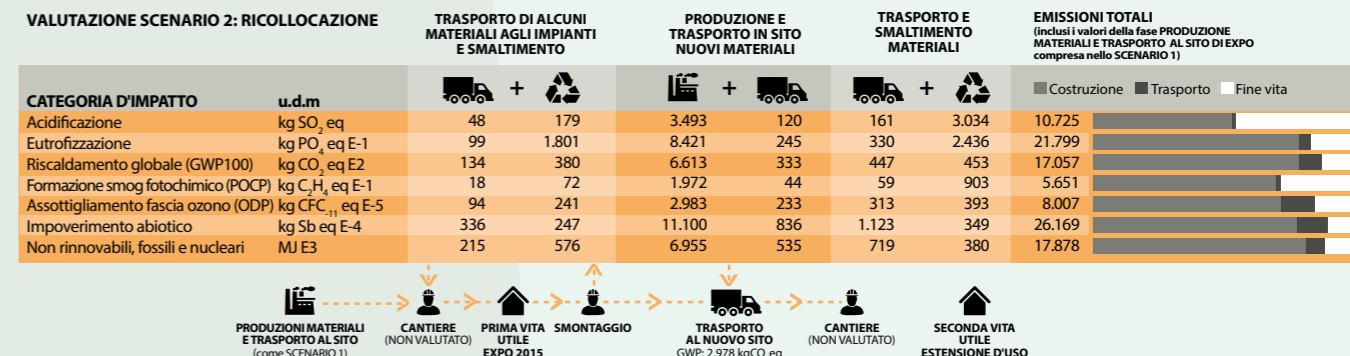 VALUTAZIONE SCENARIO 2: RICOLLOCAZIONE
TRASPORTO DI ALCUNI
MATERIALI AGLI IMPIANTI
E SMALTIMENTO
PRODUZIONE E
TRASPORTO IN SITO
NUOVI MATERIALI
TRASPORTO E
SMALTIMENTO
MATERIALI
EMISSIONI TOTALI
(inclusi i valori della fase PRODUZIONE
MATERIALI E TRASPORTO AL SITO DI EXPO
compresa nello SCENARIO 1)
CATEGORIA D'IMPATTO u.d.m + + + Costruzione Trasporto Fine vita
Acidificazione kg SO2 eq 48 179 3.493 120 161 3.034 10.725
Eutrofizzazione kg PO4 eq E-1 99 1.801 8.421 245 330 2.436 21.799
Riscaldamento globale (GWP100) kg CO2 eq E2 134 380 6.613 333 447 453 17.057
Formazione smog fotochimico (POCP) kg C2H4 eq E-1 18 72 1.972 44 59 903 5.651
Assottigliamento fascia ozono (ODP) kg CFC-11 eq E-5 94 241 2.983 233 313 393 8.007
Impoverimento abiotico kg Sb eq E-4 336 247 11.100 836 1.123 349 26.169
Non rinnovabili, fossili e nucleari MJ E3 215 576 6.955 535 719 380 17.878
PRODUZIONI MATERIALI
E TRASPORTO AL SITO
(come SCENARIO 1)
CANTIERE
(NON VALUTATO)
PRIMA VITA
UTILE
EXPO 2015
SMONTAGGIO
TRASPORTO
AL NUOVO SITO
GWP: 2.978 kgCO eq
CANTIERE
(NON VALUTATO)
SECONDA VITA
UTILE
ESTENSIONE D'USO